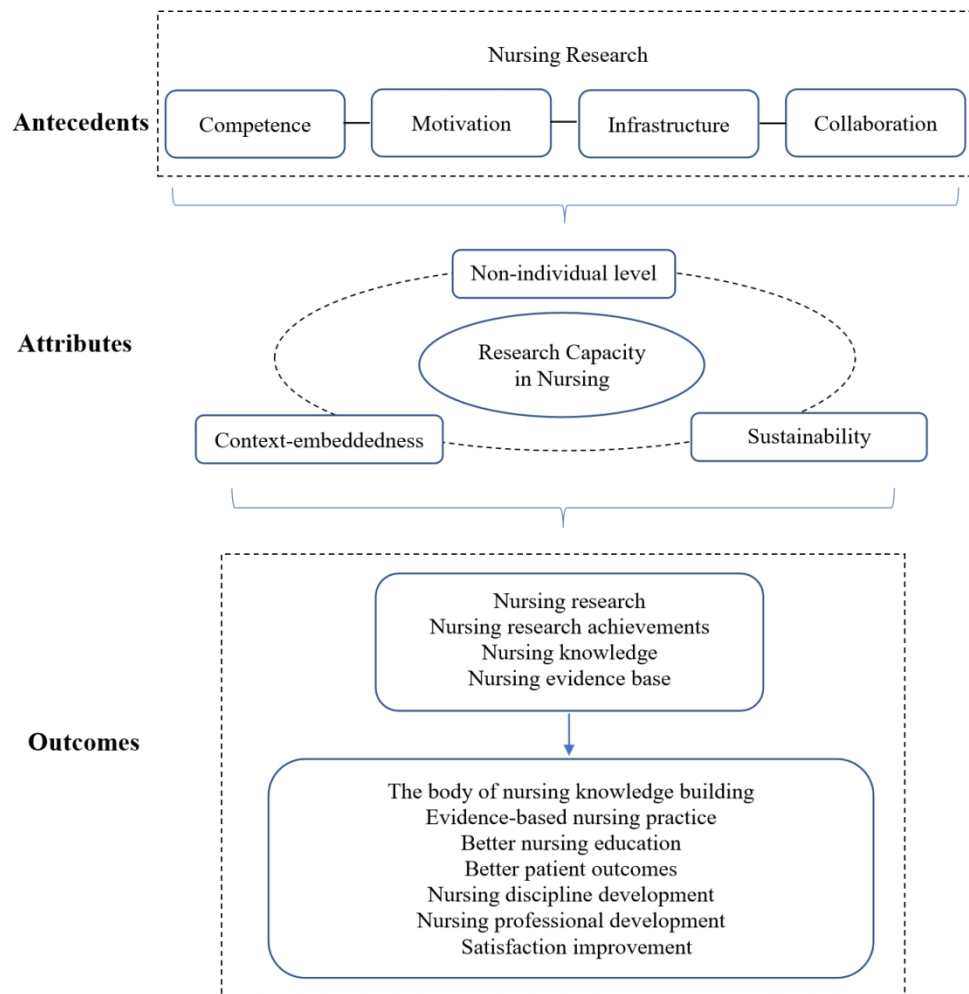 Nursing Research
Antecedents
Competence
Motivation
Infrastructure
Collaboration
Non-individual level
Attributes
Research Capacity
in Nursing
Context-embeddedness
Sustainability
Nursing research
Nursing research achievements
Nursing knowledge
Nursing evidence base
Outcomes
The body of nursing knowledge building
Evidence-based nursing practice
Better nursing education
Better patient outcomes
Nursing discipline development
Nursing professional development
Satisfaction improvement